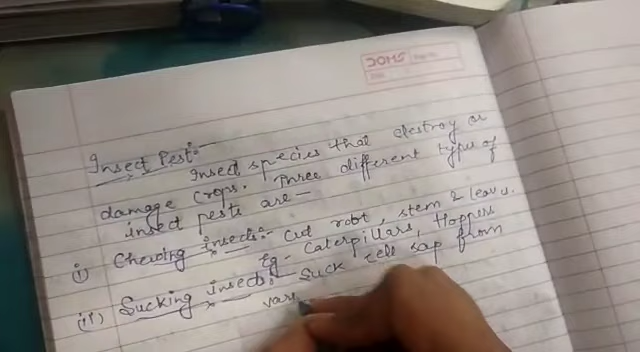 DOMS
Insect Pest:-
Insect species that destroy or
damage crops. Three different types of
insect pests are -
i) Chewing insects:- cut root, stem & leaves.
Eg- Caterpillars, Hoppers
(ii) Sucking insects:- Suck cell sap from
vari